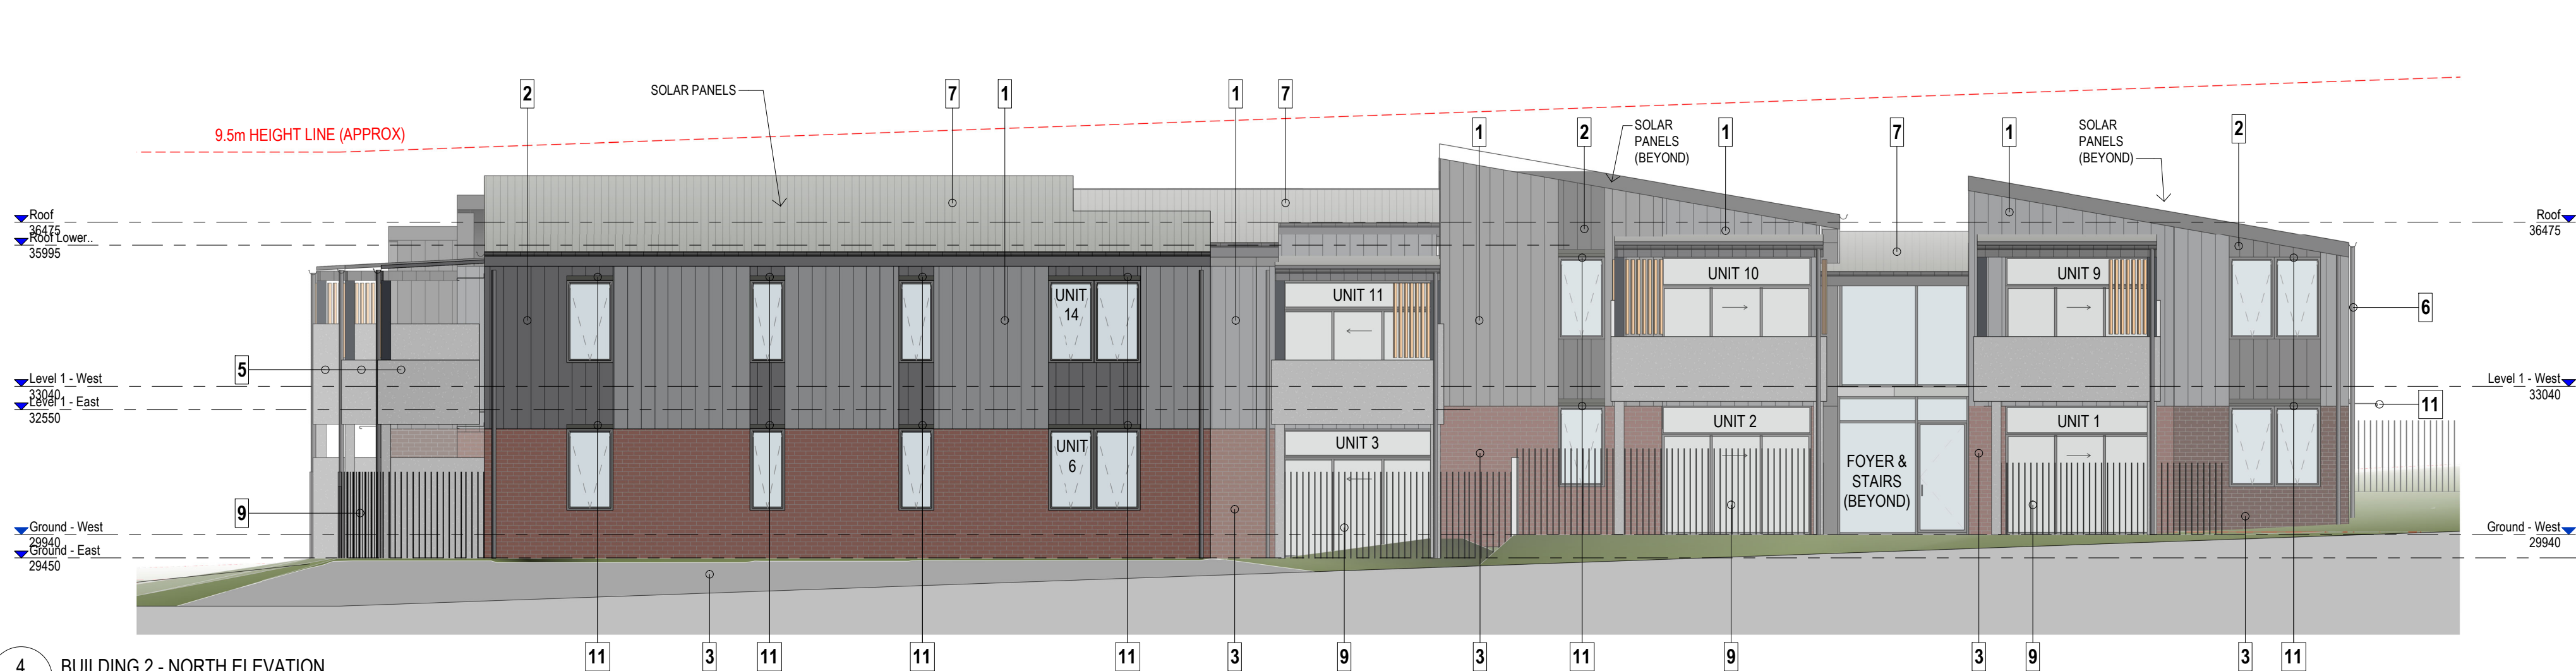 2
SOLAR PANELS
7
1
1
7
9.5m HEIGHT LINE (APPROX)
1
2
SOLAR
PANELS
(BEYOND)
1
7
1
SOLAR
PANELS
(BEYOND)
2
Roof
36475
Roof Lower..
35995
Roof
36475
UNIT 10
UNIT 9
UNIT
14
UNIT 11
6
5
Level 1 - West
33040
Level 1 - East
32550
Level 1 - West
33040
11
UNIT 2
UNIT 1
UNIT
6
UNIT 3
FOYER &
STAIRS
(BEYOND)
9
Ground - West
29940
Ground - East
29450
Ground - West
29940
11
3
11
11
11
3
9
3
11
9
3
9
3
11
4
BUILDING 2 - NORTH ELEVATION